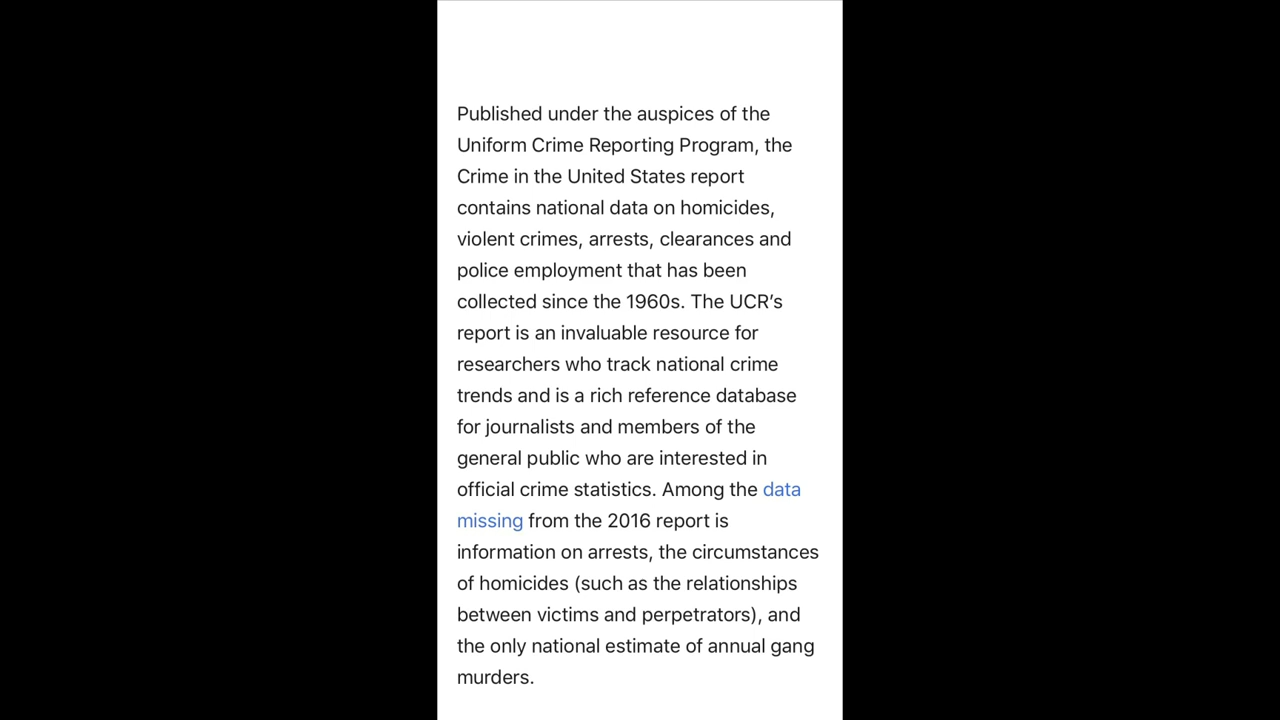 Published under the auspices of the
Uniform Crime Reporting Program, the
Crime in the United States report
contains national data on homicides,
violent crimes, arrests, clearances and
police employment that has been
collected since the 1960s. The UCR’s
report is an invaluable resource for
researchers who track national crime
trends and is a rich reference database
for journalists and members of the
general public who are interested in
official crime statistics. Among the data
missing from the 2016 report is
information on arrests, the circumstances
of homicides (such as the relationships
between victims and perpetrators), and
the only national estimate of annual gang
murders.